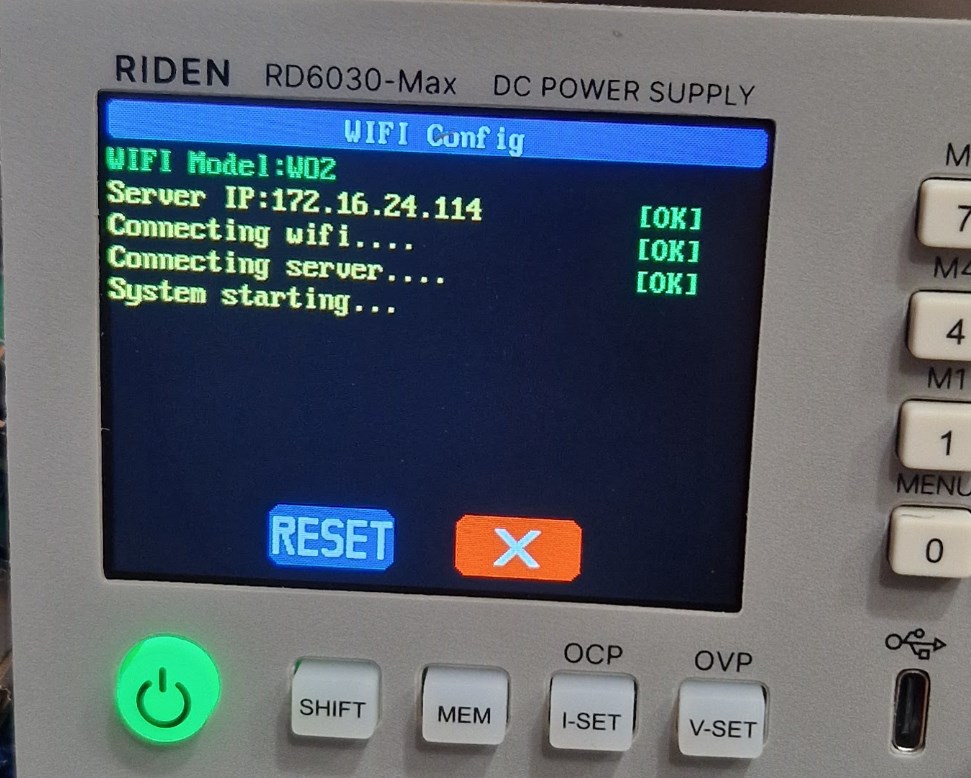 RIDEN RD6030-Max DC POWER SUPPLY
WIFI Config
WIFI Model:W02
Server IP:172.16.24.114 [OK]
Connecting wifi.... [OK]
Connecting server.... [OK]
System starting...
RESET X
7
M4
4
M1
1
MENU
0
OCP OVP
SHIFT MEM I-SET V-SET